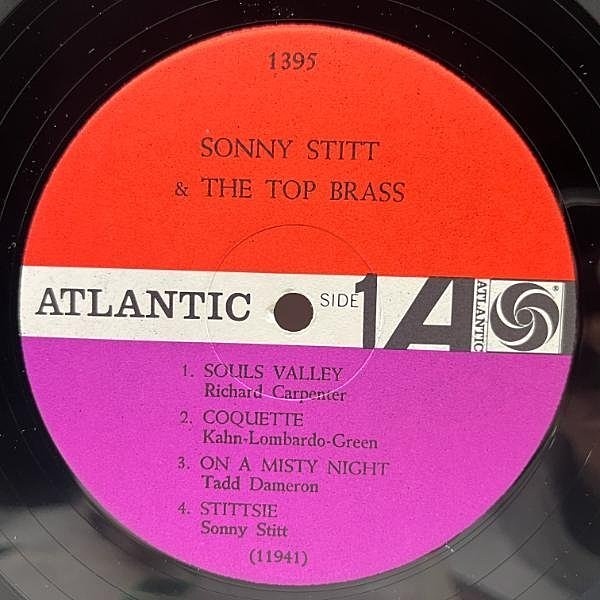 1395
SONNY STITT
& THE TOP BRASS
ATLANTIC SIDE 1 A ATLANTIC ®
1. SOULS VALLEY
Richard Carpenter
2. COQUETTE
Kahn-Lombardo-Green
3. ON A MISTY NIGHT
Tadd Dameron
4. STITTSIE
Sonny Stitt
(11941)